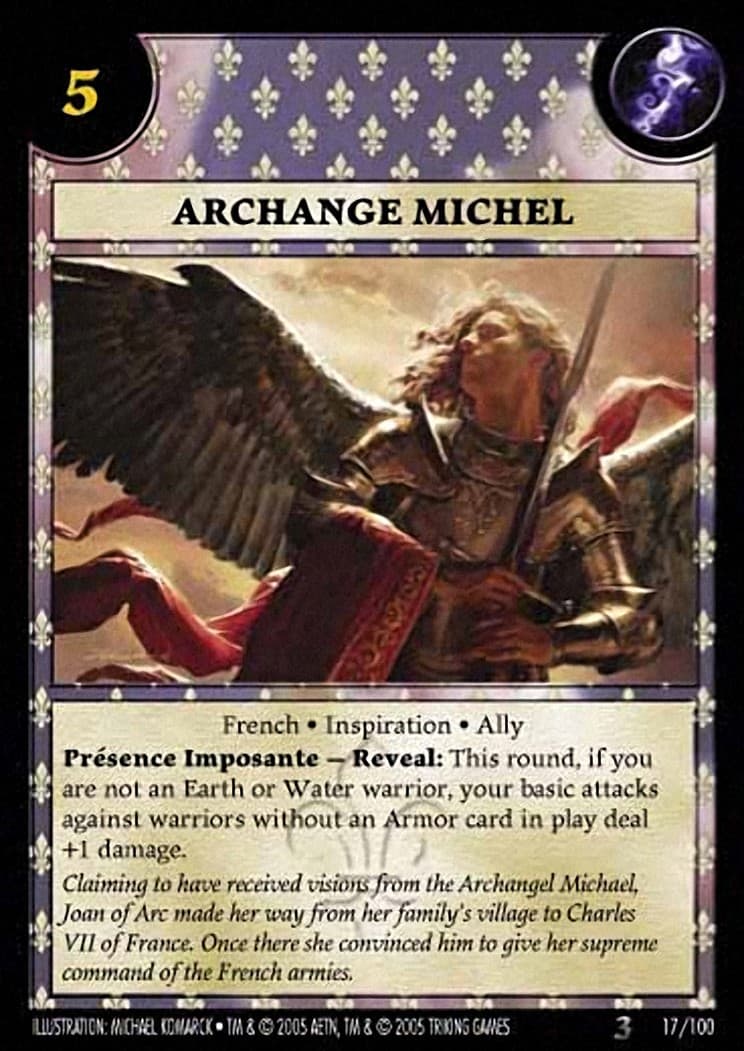 5
ARCHANGE MICHEL
French • Inspiration • Ally
Présence Imposante – Reveal: This round, if you
are not an Earth or Water warrior, your basic attacks
against warriors without an Armor card in play deal
+1 damage.
Claiming to have received visions from the Archangel Michael,
Joan of Arc made her way from her family's village to Charles
VII of France. Once there she convinced him to give her supreme
command of the French armies.
ILLUSTRATION: MICHAEL KOMARCK • TM & © 2005 AETN, TM & © 2005 TRIKING GAMES
3 17/100